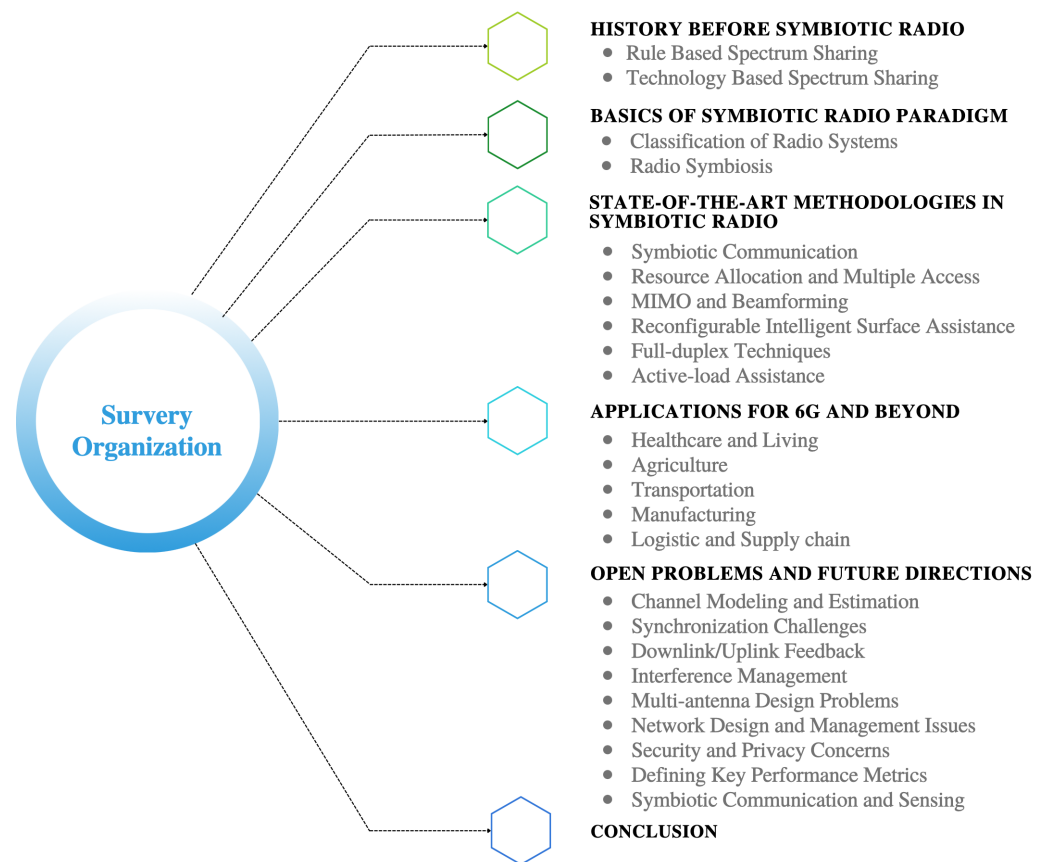 Survery
Organization
HISTORY BEFORE SYMBIOTIC RADIO
• Rule Based Spectrum Sharing
• Technology Based Spectrum Sharing
BASICS OF SYMBIOTIC RADIO PARADIGM
• Classification of Radio Systems
• Radio Symbiosis
STATE-OF-THE-ART METHODOLOGIES IN
SYMBIOTIC RADIO
• Symbiotic Communication
• Resource Allocation and Multiple Access
• MIMO and Beamforming
• Reconfigurable Intelligent Surface Assistance
• Full-duplex Techniques
• Active-load Assistance
APPLICATIONS FOR 6G AND BEYOND
• Healthcare and Living
• Agriculture
• Transportation
• Manufacturing
• Logistic and Supply chain
OPEN PROBLEMS AND FUTURE DIRECTIONS
• Channel Modeling and Estimation
• Synchronization Challenges
• Downlink/Uplink Feedback
• Interference Management
• Multi-antenna Design Problems
• Network Design and Management Issues
• Security and Privacy Concerns
• Defining Key Performance Metrics
• Symbiotic Communication and Sensing
CONCLUSION